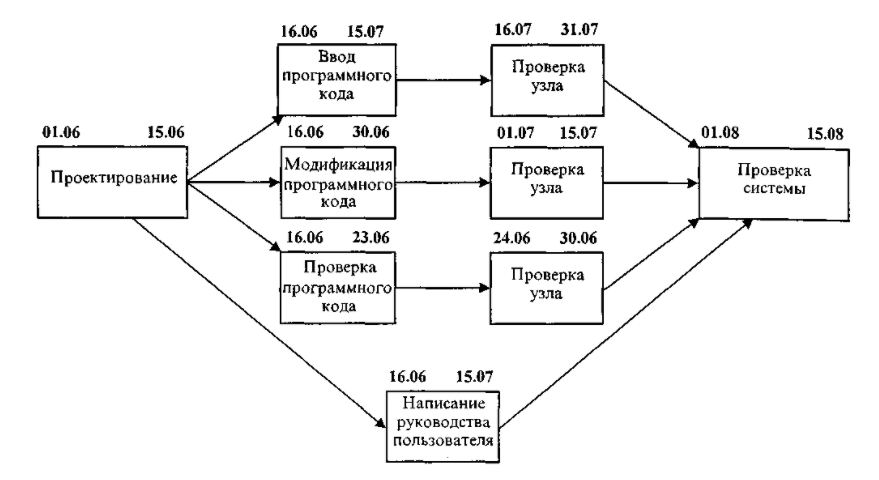 16.06 15.07
Ввод
программного
кода
16.07 31.07
Проверка
узла
01.06 15.06
Проектирование
16.06 30.06
Модификация
программного
кода
01.07 15.07
Проверка
узла
01.08 15.08
Проверка
системы
16.06 23.06
Проверка
программного
кода
24.06 30.06
Проверка
узла
16.06 15.07
Написание
руководства
пользователя